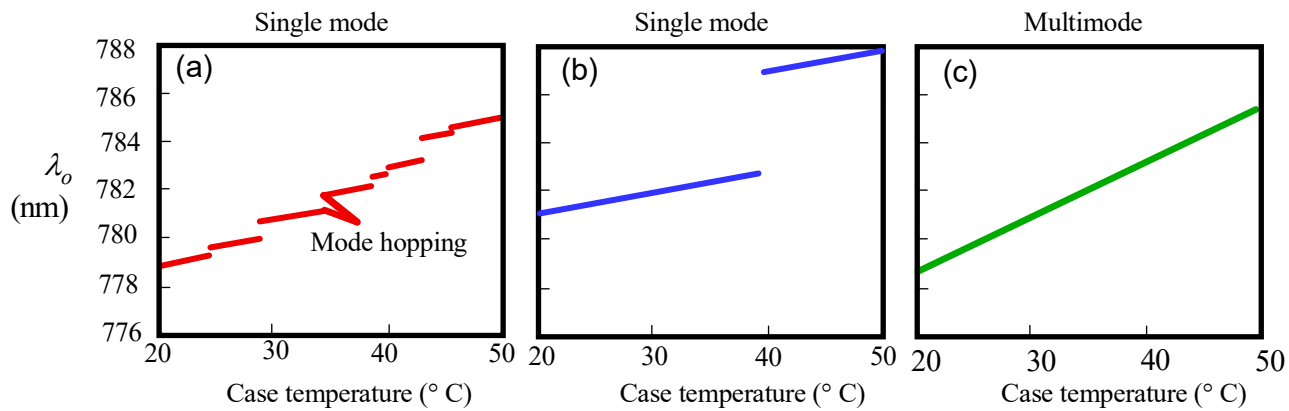 Single mode
Single mode
Multimode
788
786
784
782
780
778
776
λo
(nm)
(a)
(b)
(c)
Mode hopping
20 30 40 50
20 30 40 50
20 30 40 50
Case temperature (° C)
Case temperature (° C)
Case temperature (° C)